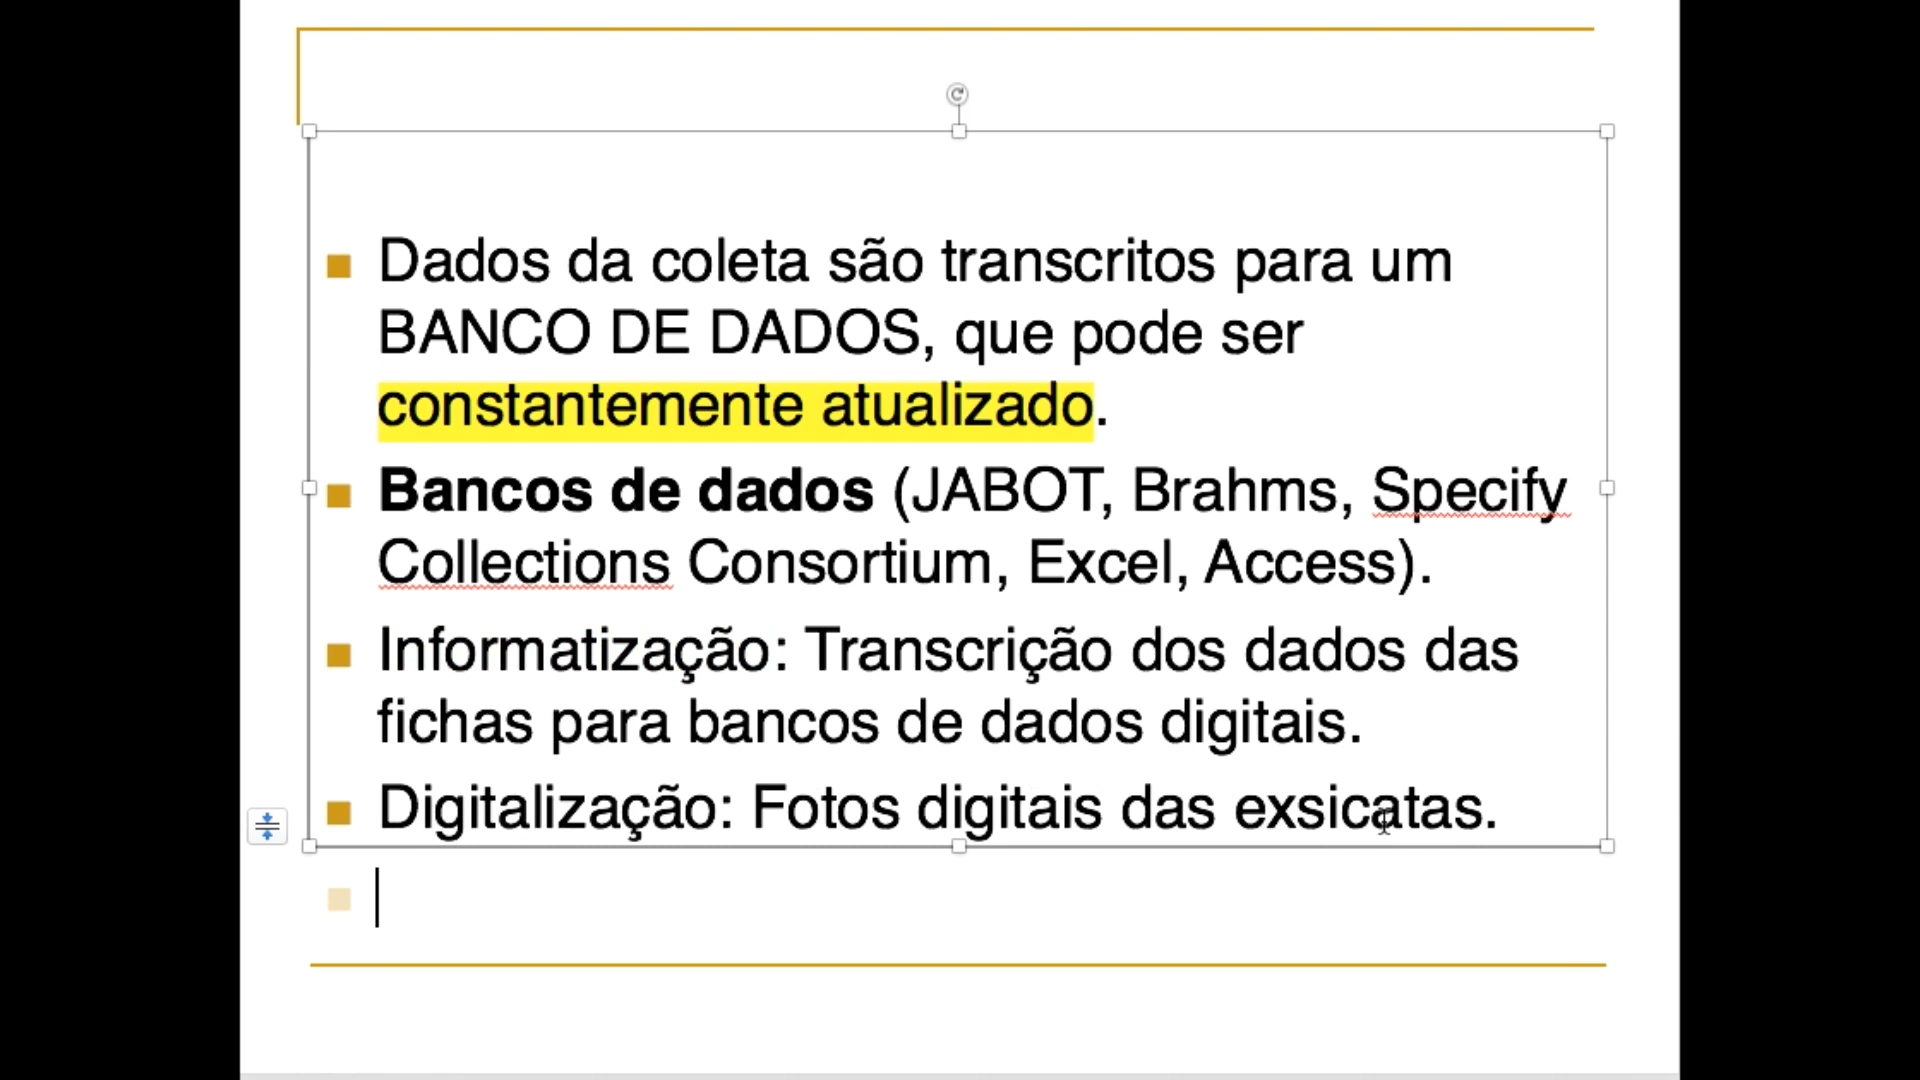 Dados da coleta são transcritos para um
BANCO DE DADOS, que pode ser
constantemente atualizado.
Bancos de dados (JABOT, Brahms, Specify
Collections Consortium, Excel, Access).
Informatização: Transcrição dos dados das
fichas para bancos de dados digitais.
Digitalização: Fotos digitais das exsicatas.